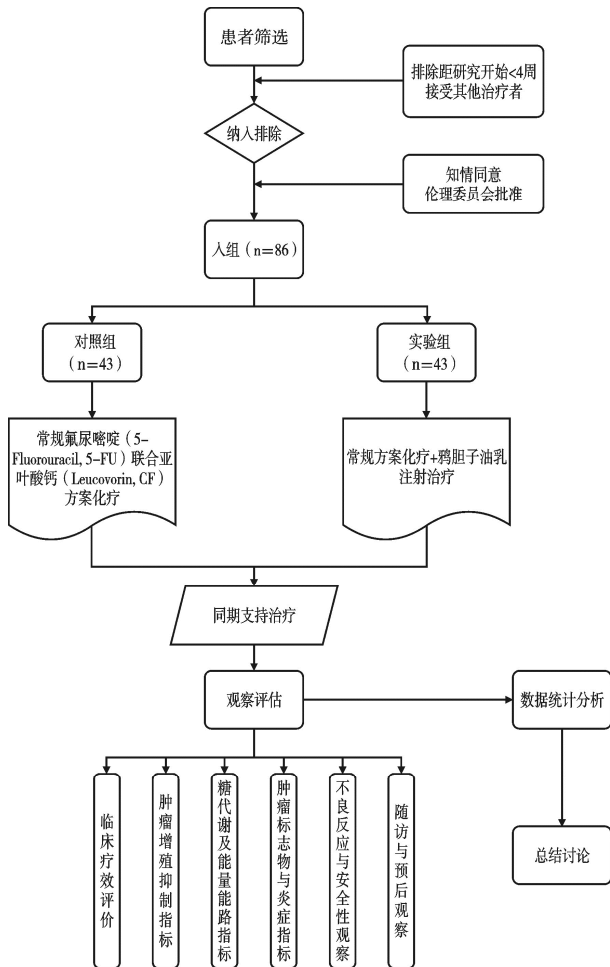 患者筛选
排除距研究开始<4周
接受其他治疗者
纳入排除
知情同意
伦理委员会批准
入组（n=86）
对照组
（n=43）
实验组
（n=43）
常规氟尿嘧啶（5-
Fluorouracil, 5-FU）联合亚
叶酸钙（Leucovorin, CF）
方案化疗
常规方案化疗+鸦胆子油乳
注射治疗
同期支持治疗
观察评估
数据统计分析
临床疗效评价
肿瘤增殖抑制指标
糖代谢及能量能路指标
肿瘤标志物与炎症指标
不良反应与安全性观察
随访与预后观察
总结讨论